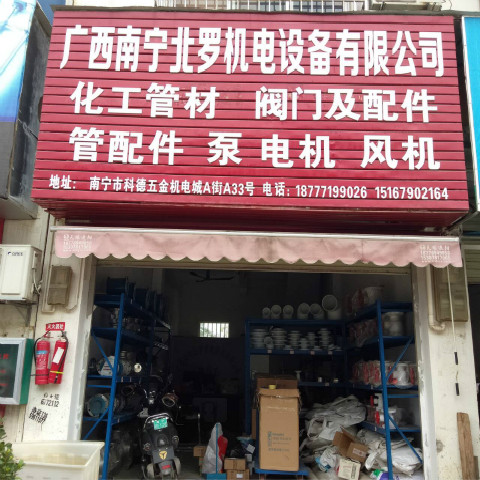 广西南宁北罗机电设备有限公司
化工管材 阀门及配件
管配件 泵 电机 风机
地址: 南宁市科德五金机电城A街A33号 电话: 18777199026 15167902164